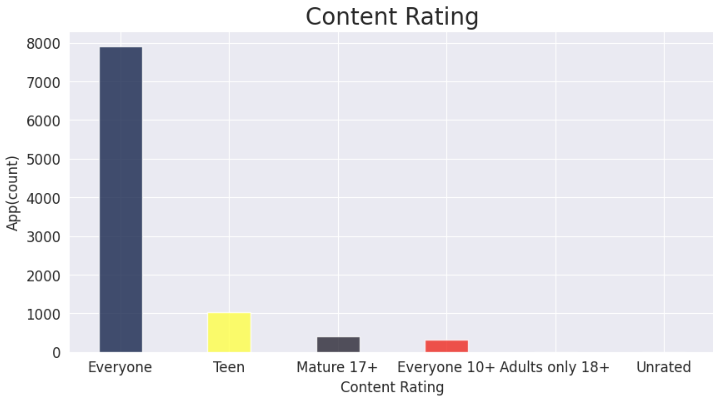 Content Rating
8000
7000
6000
5000
4000
3000
2000
1000
0
App(count)
Everyone Teen Mature 17+ Everyone 10+ Adults only 18+ Unrated
Content Rating